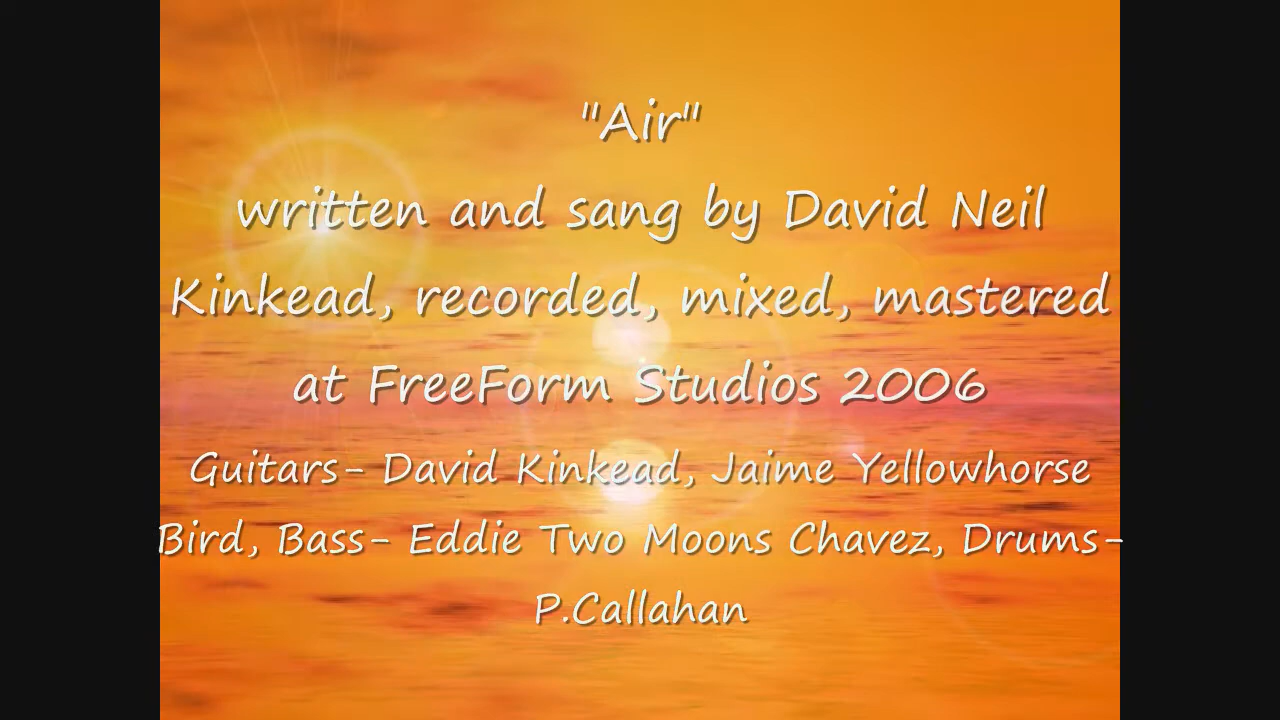 "Air"
written and sang by David Neil
Kinkead, recorded, mixed, mastered
at FreeForm Studios 2006
Guitars- David Kinkead, Jaime Yellowhorse
Bird, Bass- Eddie Two Moons Chavez, Drums-
P.Callahan